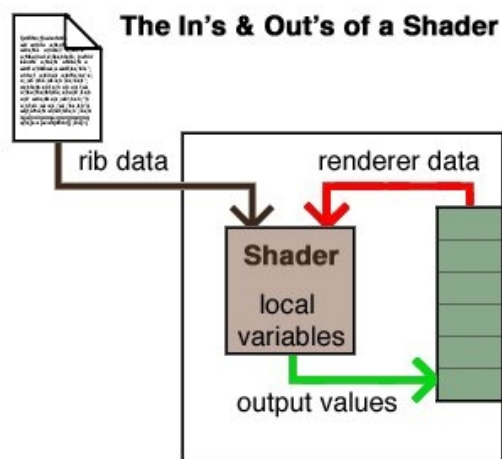 The In's & Out's of a Shader
rib data
renderer data
Shader
local
variables
output values